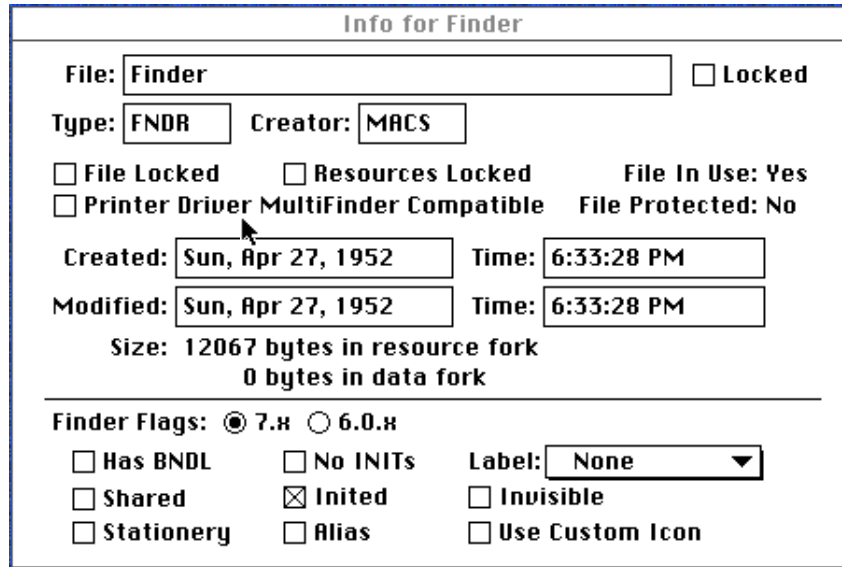 Info for Finder
File: Finder Locked
Type: FNDR Creator: MACS
File Locked Resources Locked File In Use: Yes
Printer Driver MultiFinder Compatible File Protected: No
Created: Sun, Apr 27, 1952 Time: 6:33:28 PM
Modified: Sun, Apr 27, 1952 Time: 6:33:28 PM
Size: 12067 bytes in resource fork
0 bytes in data fork
Finder Flags: 7.x 6.0.x
Has BNDL No INITs Label: None
Shared Inited Invisible
Stationery Alias Use Custom Icon